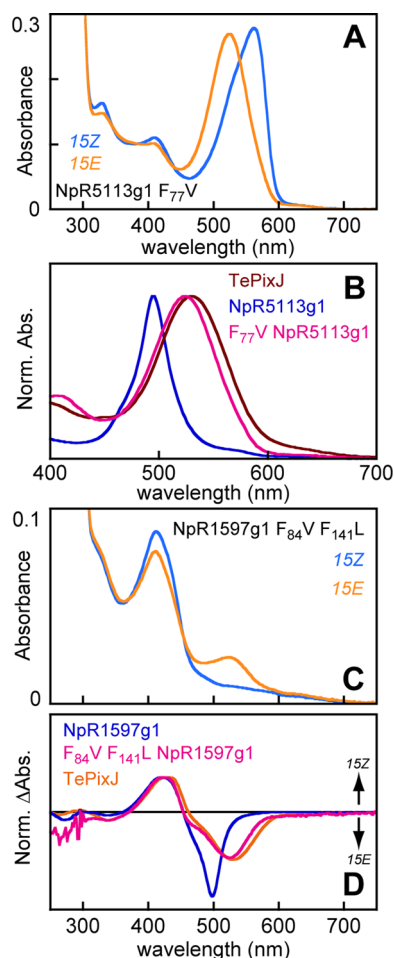 0.3
A
Absorbance
15Z
15E
NpR5113g1 F77V
0
300 400 500 600 700
wavelength (nm)
B
TePixJ
NpR5113g1
F77V NpR5113g1
Norm. Abs.
400 500 600 700
wavelength (nm)
0.1
NpR1597g1 F84V F141L
15Z
15E
Absorbance
C
0
NpR1597g1
F84V F141L NpR1597g1
TePixJ
15Z
Norm. ΔAbs.
15E
D
300 400 500 600 700
wavelength (nm)